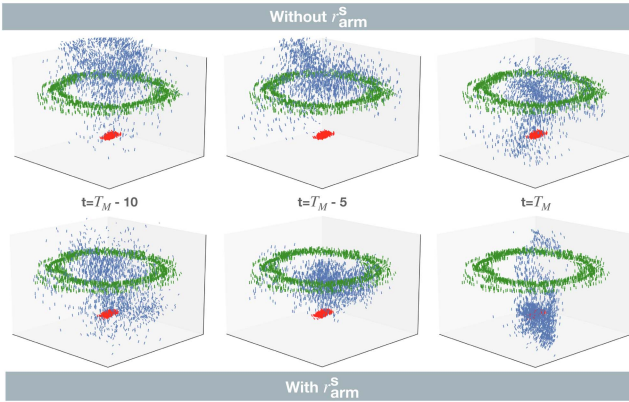 Without r^s_arm
t=T_M - 10
t=T_M - 5
t=T_M
With r^s_arm